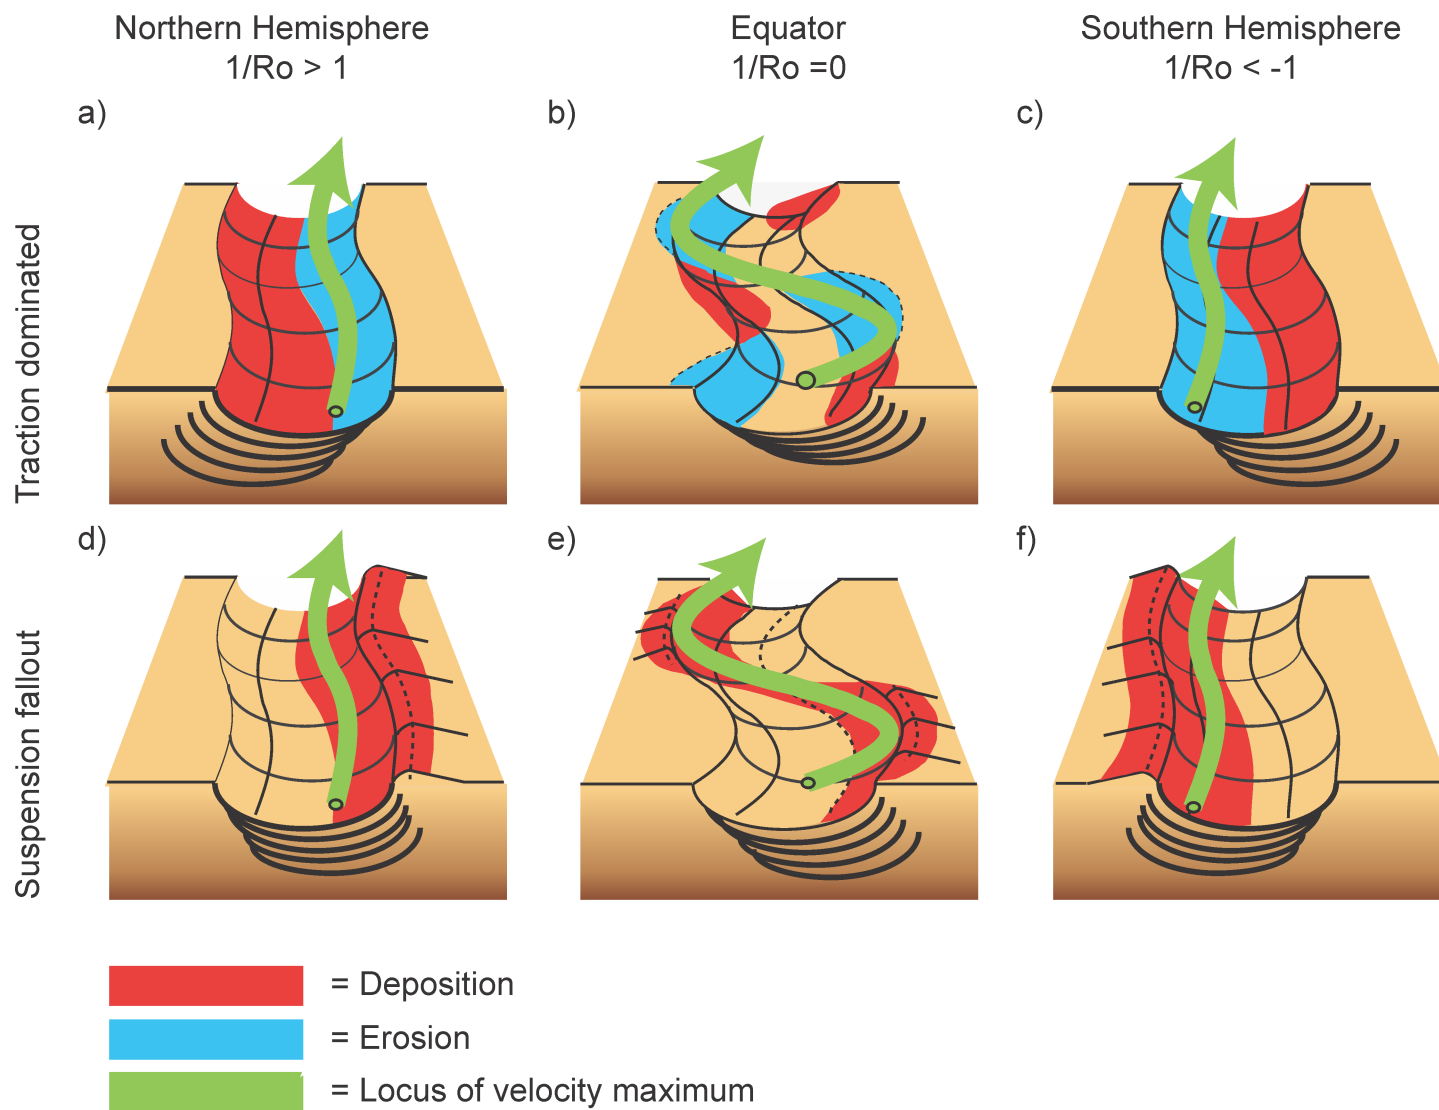 Northern Hemisphere
1/Ro > 1
Equator
1/Ro =0
Southern Hemisphere
1/Ro < -1
a)
b)
c)
Traction dominated
d)
e)
f)
Suspension fallout
= Deposition
= Erosion
= Locus of velocity maximum